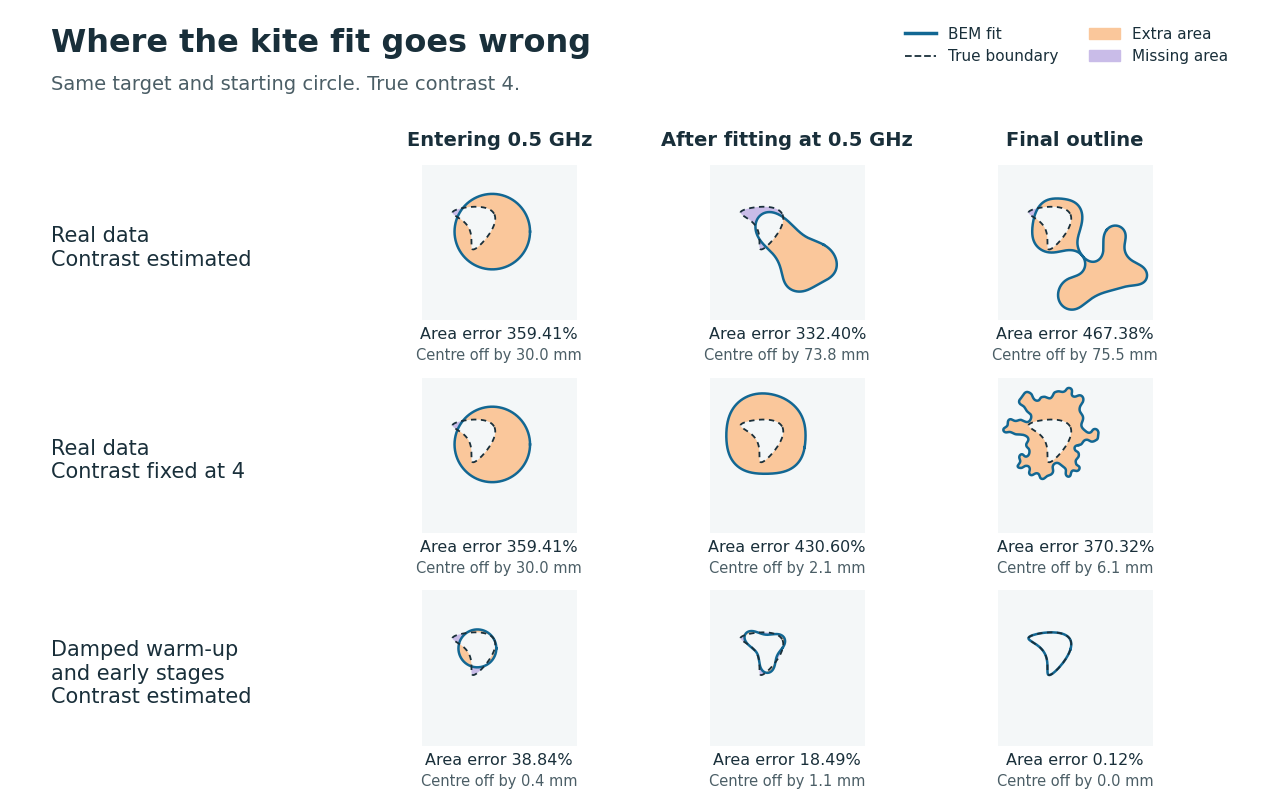 Where the kite fit goes wrong
Same target and starting circle. True contrast 4.
BEM fit
True boundary
Extra area
Missing area
Entering 0.5 GHz
After fitting at 0.5 GHz
Final outline
Real data
Contrast estimated
Area error 359.41%
Centre off by 30.0 mm
Area error 332.40%
Centre off by 73.8 mm
Area error 467.38%
Centre off by 75.5 mm
Real data
Contrast fixed at 4
Area error 359.41%
Centre off by 30.0 mm
Area error 430.60%
Centre off by 2.1 mm
Area error 370.32%
Centre off by 6.1 mm
Damped warm-up
and early stages
Contrast estimated
Area error 38.84%
Centre off by 0.4 mm
Area error 18.49%
Centre off by 1.1 mm
Area error 0.12%
Centre off by 0.0 mm